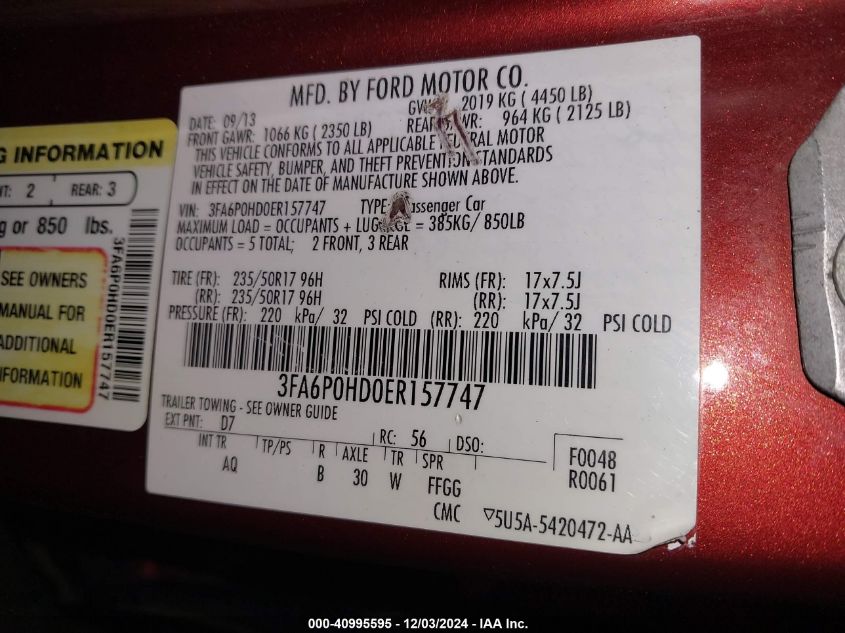 MFD. BY FORD MOTOR CO.
DATE: 09/13 2019 KG ( 4450 LB)
FRONT GAWR: 1066 KG ( 2350 LB) REAR 964 KG ( 2125 LB)
THIS VEHICLE CONFORMS TO ALL APPLICABLE MOTOR
VEHICLE SAFETY, BUMPER, AND THEFT PREVENTION STANDARDS
IN EFFECT ON THE DATE OF MANUFACTURE SHOWN ABOVE.
VIN: 3FA6P0HD0ER157747 TYPE: Passenger Car
MAXIMUM LOAD = OCCUPANTS + LUGGAGE = 385KG/ 850LB
OCCUPANTS = 5 TOTAL; 2 FRONT, 3 REAR
TIRE (FR): 235/50R17 96H RIMS (FR): 17x7.5J
(RR): 235/50R17 96H (RR): 17x7.5J
PRESSURE (FR): 220 kPa/ 32 PSI COLD (RR): 220 kPa/ 32 PSI COLD
3FA6P0HD0ER157747
TRAILER TOWING - SEE OWNER GUIDE
EXT PNT: D7 RC: 56 DSO: F0048
INT TR TP/PS R AXLE TR SPR R0061
AQ B 30 W FFGG
CMC ▽5U5A-5420472-AA
G INFORMATION
NT: 2 REAR: 3
g or 850 lbs.
SEE OWNERS
MANUAL FOR
ADDITIONAL
INFORMATION
3FA6P0HD0ER157747
000-40995595 - 12/03/2024 - IAA Inc.